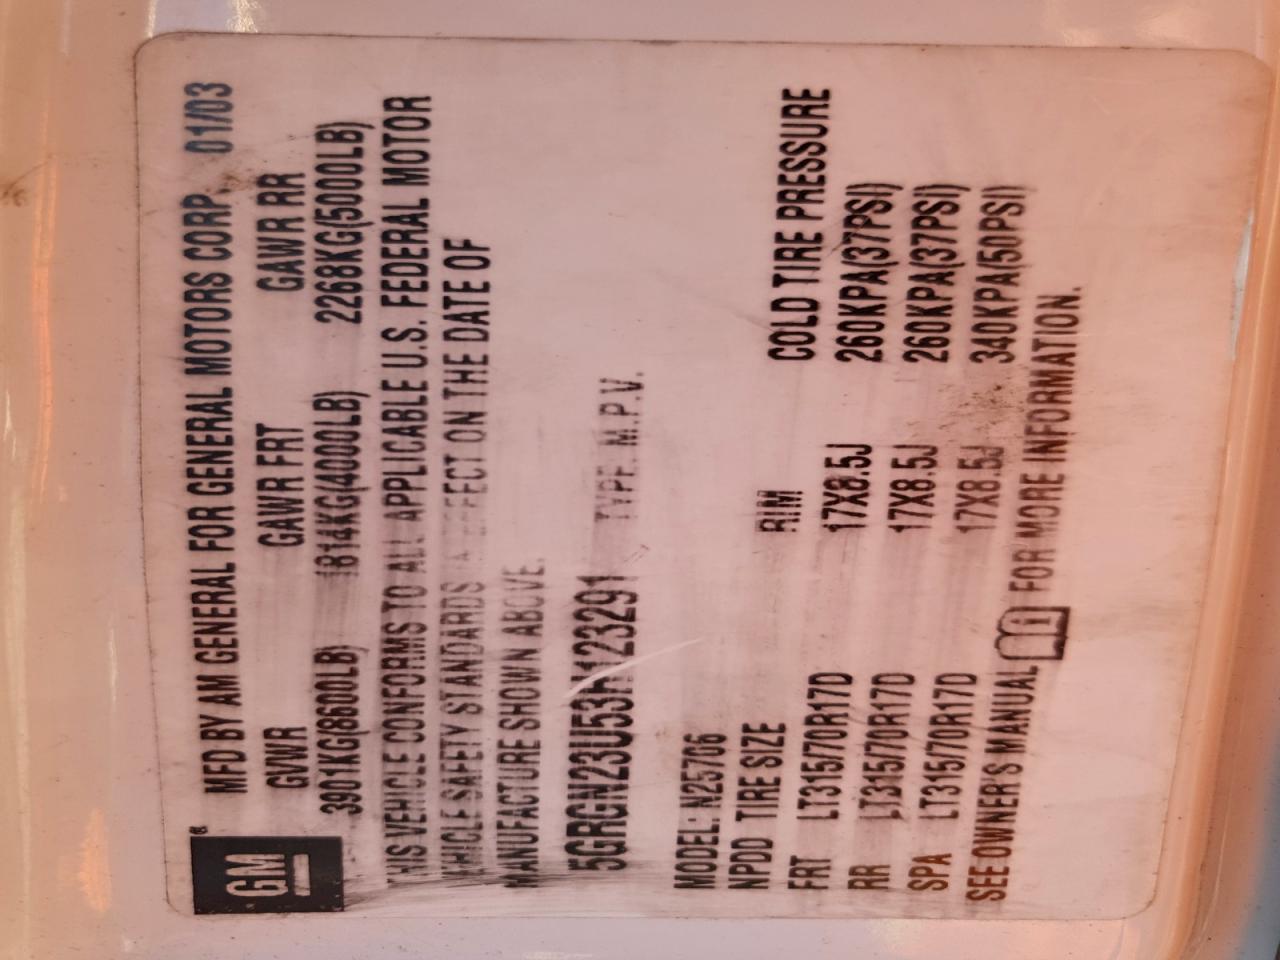 GM
MFD BY AM GENERAL FOR GENERAL MOTORS CORP. 01/03
GVWR GAWR FRT GAWR RR
3901KG(8600LB) 1814KG(4000LB) 2268KG(5000LB)
THIS VEHICLE CONFORMS TO ALL APPLICABLE U.S. FEDERAL MOTOR
VEHICLE SAFETY STANDARDS EFFECT ON THE DATE OF
MANUFACTURE SHOWN ABOVE.
5GRGN23U53H123291 TYPE: M.P.V.
MODEL: N25706
NPDD TIRE SIZE RIM COLD TIRE PRESSURE
FRT LT315/70R17D 17X8.5J 260KPA(37PSI)
RR LT315/70R17D 17X8.5J 260KPA(37PSI)
SPA LT315/70R17D 17X8.5J 340KPA(50PSI)
SEE OWNER'S MANUAL FOR MORE INFORMATION.